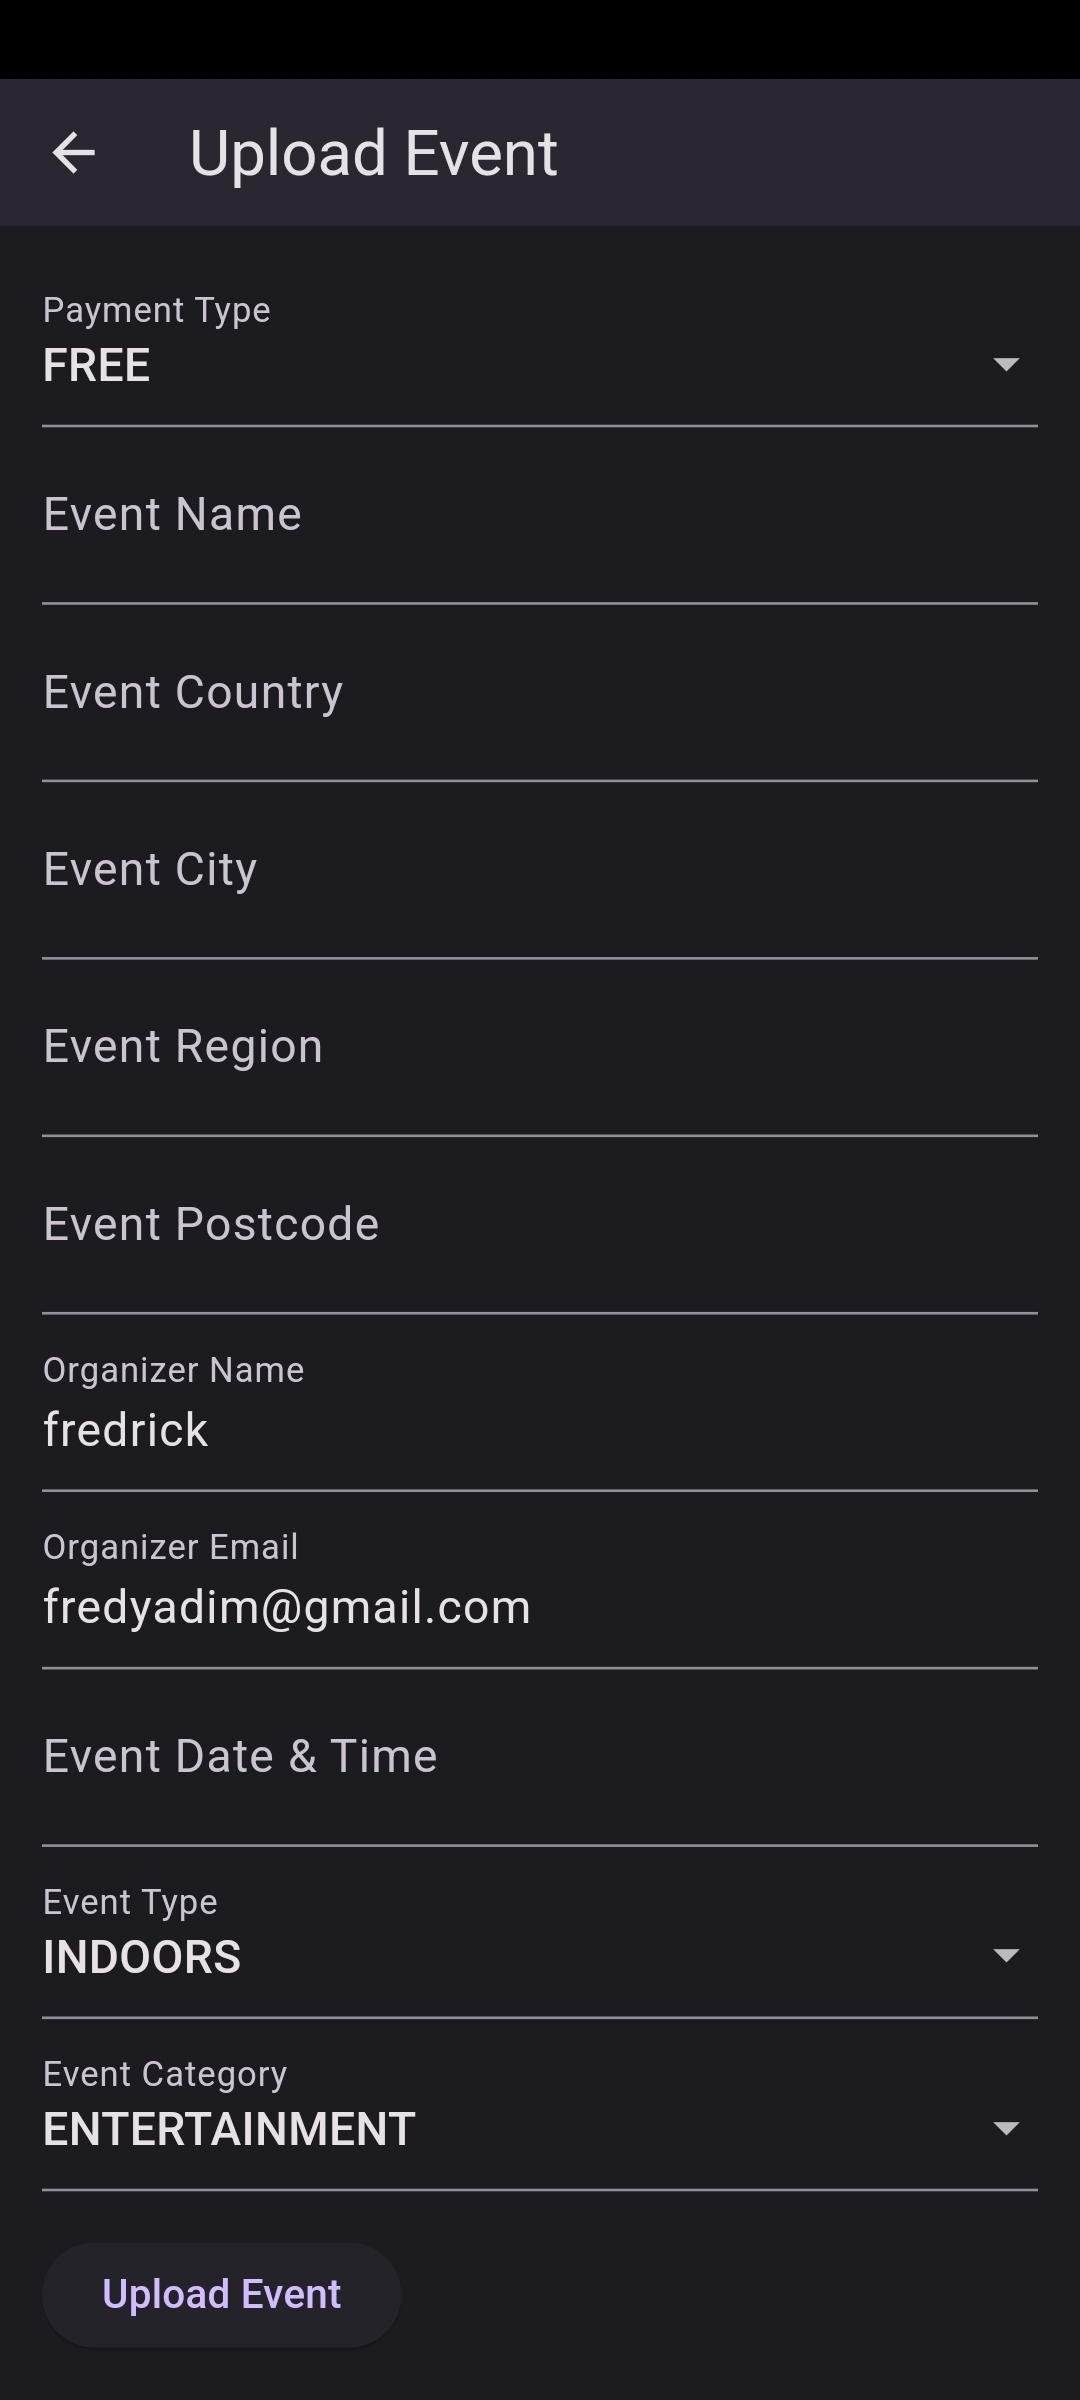 Upload Event
Payment Type
FREE
Event Name
Event Country
Event City
Event Region
Event Postcode
Organizer Name
fredrick
Organizer Email
fredyadim@gmail.com
Event Date & Time
Event Type
INDOORS
Event Category
ENTERTAINMENT
Upload Event